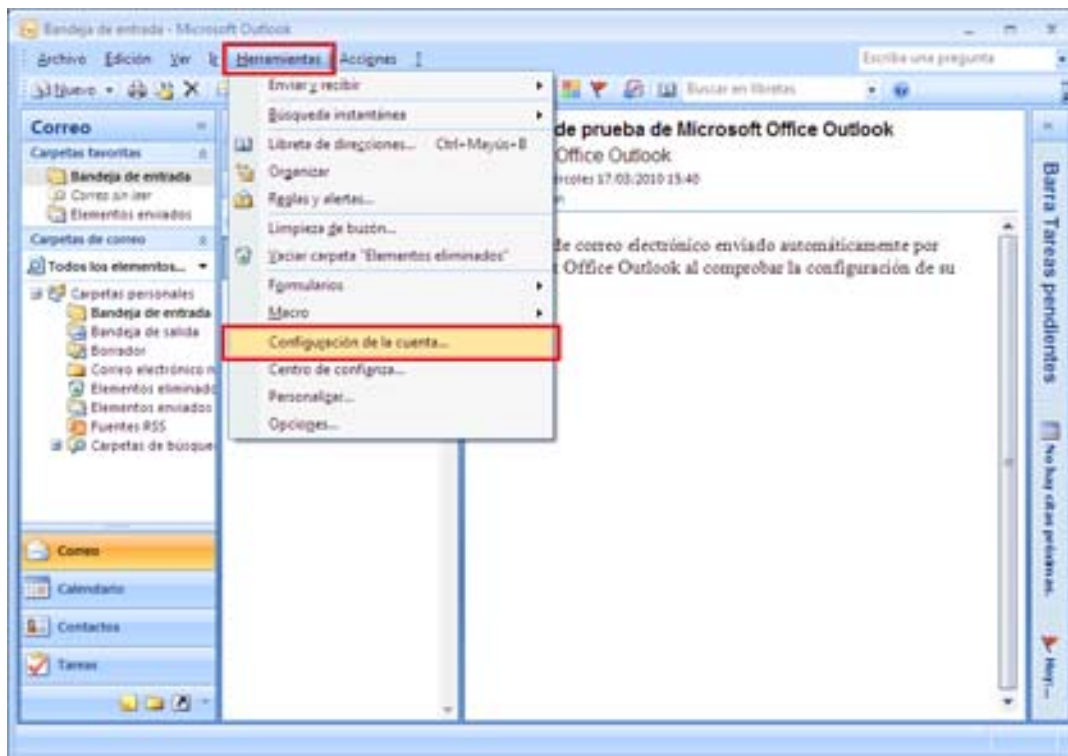 Bandeja de entrada - Microsoft Outlook
Archivo Edición Ver Herramientas Acciones ?
Escriba una pregunta
Nuevo
Buscar en libretas
Correo
Carpetas favoritas
Bandeja de entrada
Correo sin leer
Elementos enviados
Carpetas de correo
Todos los elementos...
Carpetas personales
Bandeja de entrada
Bandeja de salida
Borrador
Correo electrónico n
Elementos eliminado
Elementos enviados
Fuentes RSS
Carpetas de búsque
Correo
Calendario
Contactos
Tareas
Enviar y recibir
Búsqueda instantánea
Libreta de direcciones... Ctrl+Mayús+B
Organizar
Reglas y alertas...
Limpieza de buzón...
Vaciar carpeta "Elementos eliminados"
Formularios
Macro
Configuración de la cuenta...
Centro de confianza...
Personalizar...
Opciones...
de prueba de Microsoft Office Outlook
Office Outlook
ércoles 17/03/2010 15:40
de correo electrónico enviado automáticamente por
t Office Outlook al comprobar la configuración de su
Barra Tareas pendientes
No hay citas próximas.
Hoy:...